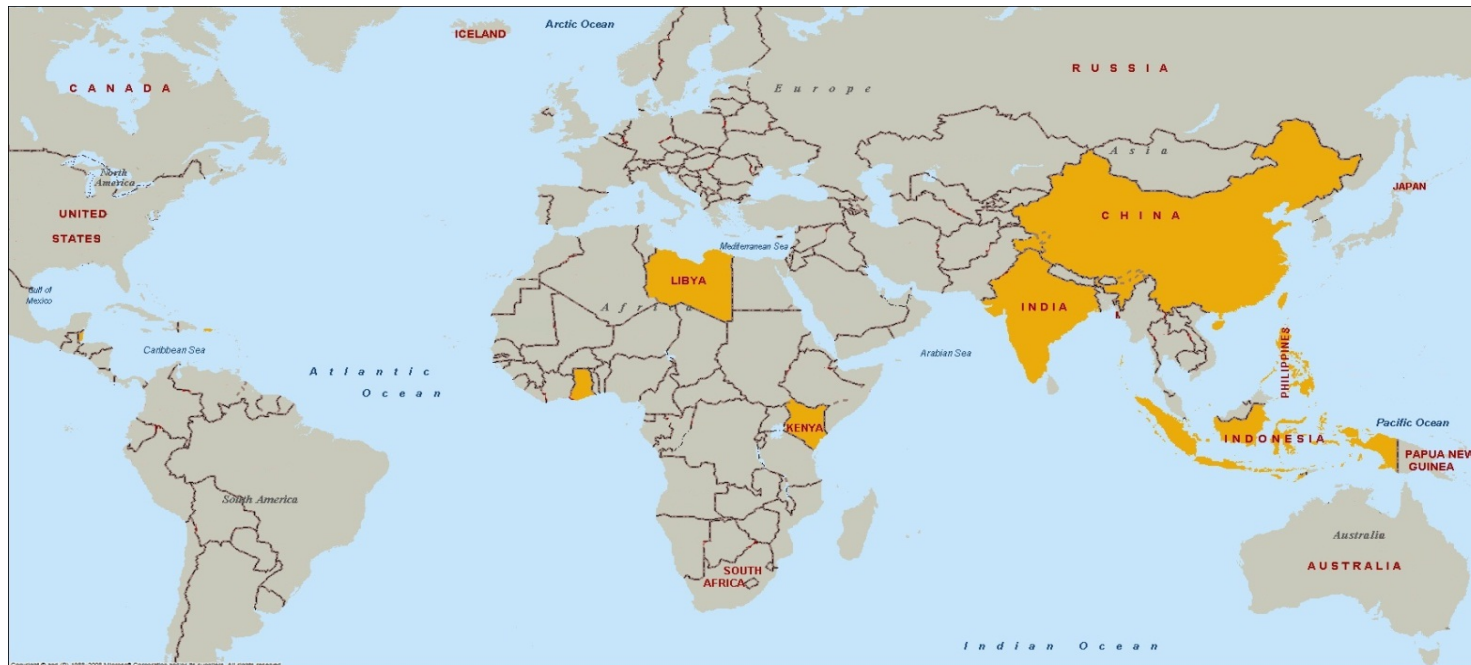 ICELAND
Arctic Ocean
RUSSIA
CANADA
Europe
Asia
North
America
JAPAN
UNITED
STATES
CHINA
Mediterranean Sea
LIBYA
Gulf of
Mexico
Africa
INDIA
Caribbean Sea
Arabian Sea
PHILIPPINES
Atlantic
Ocean
KENYA
INDONESIA
Pacific Ocean
PAPUA NEW
GUINEA
South America
Australia
AUSTRALIA
SOUTH
AFRICA
Indian Ocean